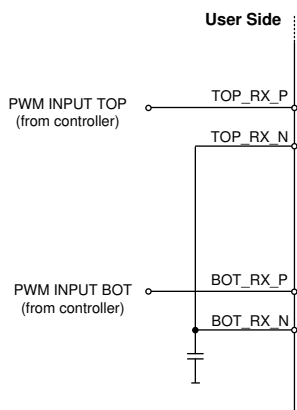 User Side
TOP_RX_P
PWM INPUT TOP
(from controller)
TOP_RX_N
BOT_RX_P
PWM INPUT BOT
(from controller)
BOT_RX_N